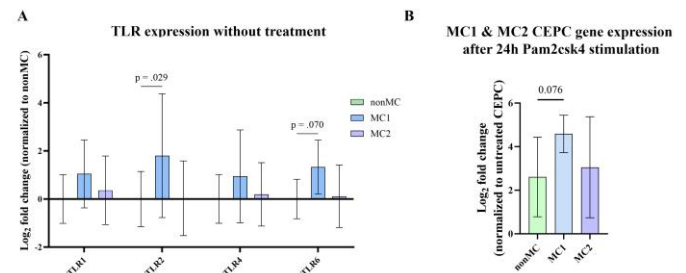 A
TLR expression without treatment
Log2 fold change (normalized to nonMC)
6
4
2
0
-2
p = .029
p = .070
nonMC
MC1
MC2
TLR1
TLR2
TLR4
TLR6
B
MC1 & MC2 CEPC gene expression
after 24h Pam2csk4 stimulation
Log2 fold change
(normalized to untreated CEPC)
6
4
2
0
0.076
nonMC
MC1
MC2